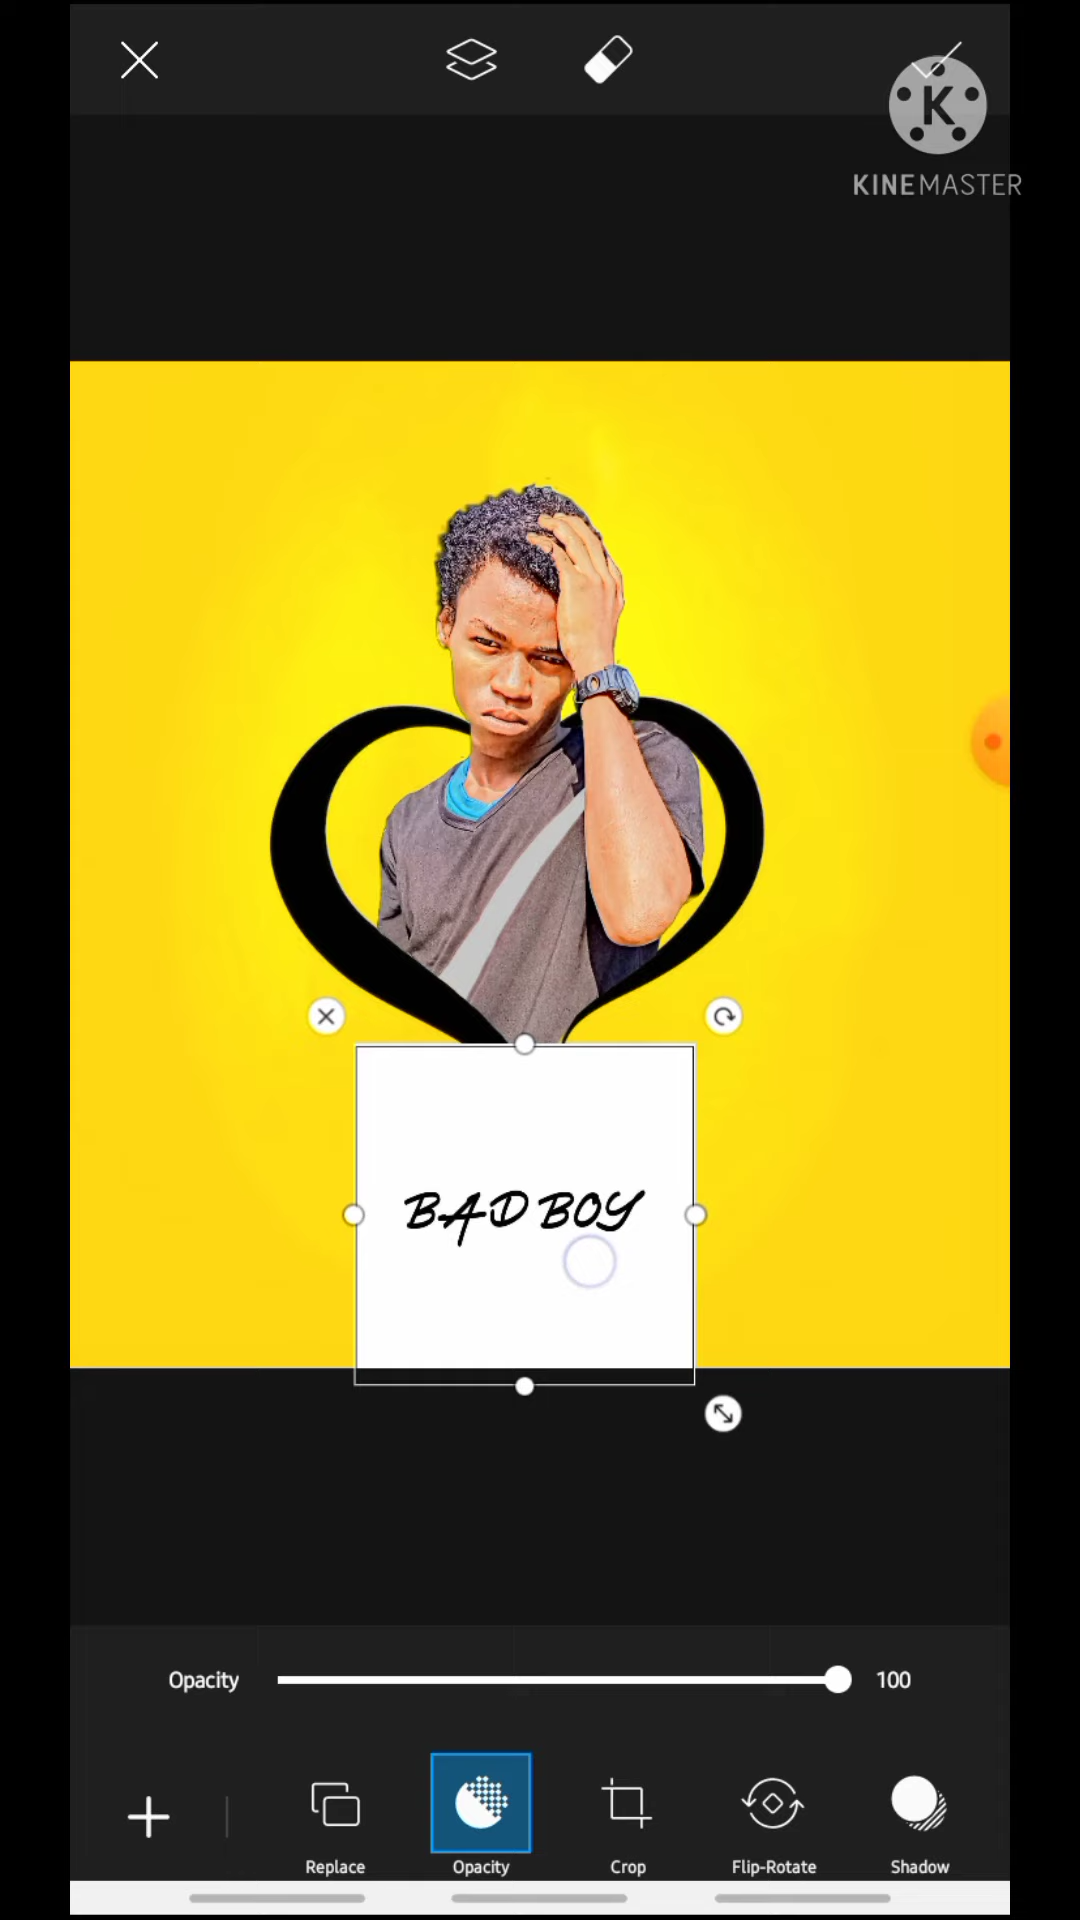 K
KINEMASTER
BAD BOY
Opacity 100
Replace Opacity Crop Flip-Rotate Shadow